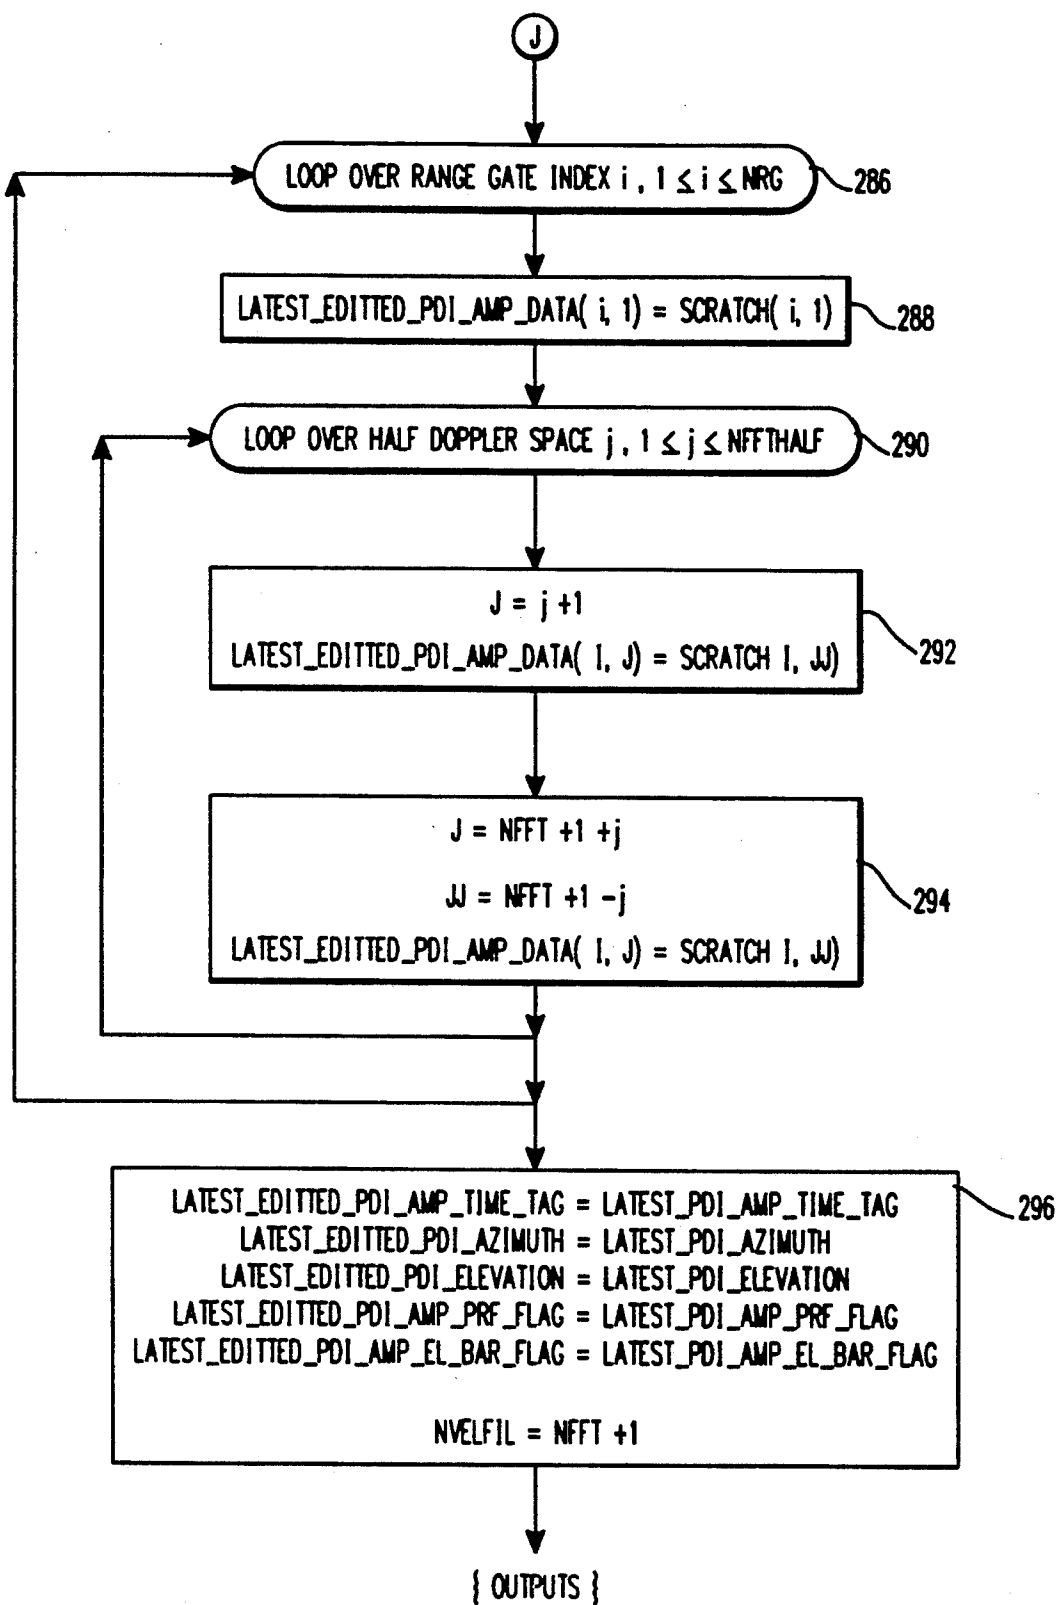 J
LOOP OVER RANGE GATE INDEX i, 1 ≤ i ≤ NRG
286
LATEST_EDITTED_PDI_AMP_DATA( i, 1) = SCRATCH( i, 1)
288
LOOP OVER HALF DOPPLER SPACE j, 1 ≤ j ≤ NFFTHALF
290
J = j +1
LATEST_EDITTED_PDI_AMP_DATA( I, J) = SCRATCH I, JJ)
292
J = NFFT +1 +j
JJ = NFFT +1 -j
LATEST_EDITTED_PDI_AMP_DATA( I, J) = SCRATCH I, JJ)
294
LATEST_EDITTED_PDI_AMP_TIME_TAG = LATEST_PDI_AMP_TIME_TAG
LATEST_EDITTED_PDI_AZIMUTH = LATEST_PDI_AZIMUTH
LATEST_EDITTED_PDI_ELEVATION = LATEST_PDI_ELEVATION
LATEST_EDITTED_PDI_AMP_PRF_FLAG = LATEST_PDI_AMP_PRF_FLAG
LATEST_EDITTED_PDI_AMP_EL_BAR_FLAG = LATEST_PDI_AMP_EL_BAR_FLAG
NVELFIL = NFFT +1
296
{ OUTPUTS }